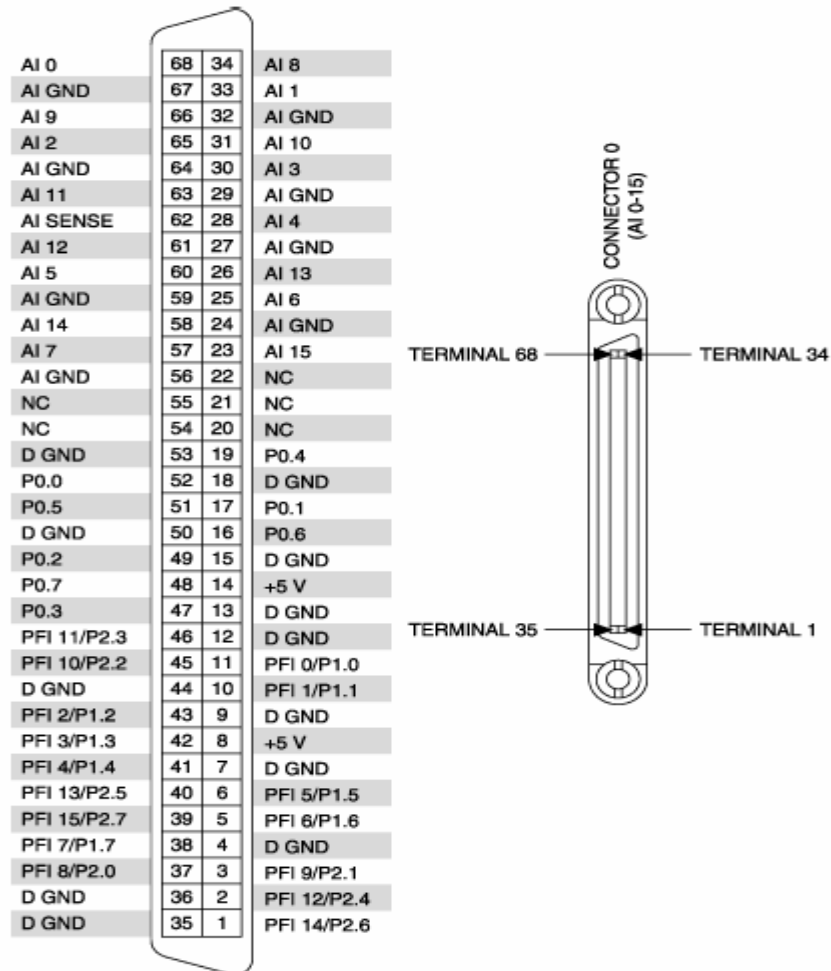 AI 0 68 34 AI 8
AI GND 67 33 AI 1
AI 9 66 32 AI GND
AI 2 65 31 AI 10
AI GND 64 30 AI 3
AI 11 63 29 AI GND
AI SENSE 62 28 AI 4
AI 12 61 27 AI GND
AI 5 60 26 AI 13
AI GND 59 25 AI 6
AI 14 58 24 AI GND
AI 7 57 23 AI 15
AI GND 56 22 NC
NC 55 21 NC
NC 54 20 NC
D GND 53 19 P0.4
P0.0 52 18 D GND
P0.5 51 17 P0.1
D GND 50 16 P0.6
P0.2 49 15 D GND
P0.7 48 14 +5 V
P0.3 47 13 D GND
PFI 11/P2.3 46 12 D GND
PFI 10/P2.2 45 11 PFI 0/P1.0
D GND 44 10 PFI 1/P1.1
PFI 2/P1.2 43 9 D GND
PFI 3/P1.3 42 8 +5 V
PFI 4/P1.4 41 7 D GND
PFI 13/P2.5 40 6 PFI 5/P1.5
PFI 15/P2.7 39 5 PFI 6/P1.6
PFI 7/P1.7 38 4 D GND
PFI 8/P2.0 37 3 PFI 9/P2.1
D GND 36 2 PFI 12/P2.4
D GND 35 1 PFI 14/P2.6
CONNECTOR 0
(AI 0-15)
TERMINAL 68 TERMINAL 34
TERMINAL 35 TERMINAL 1